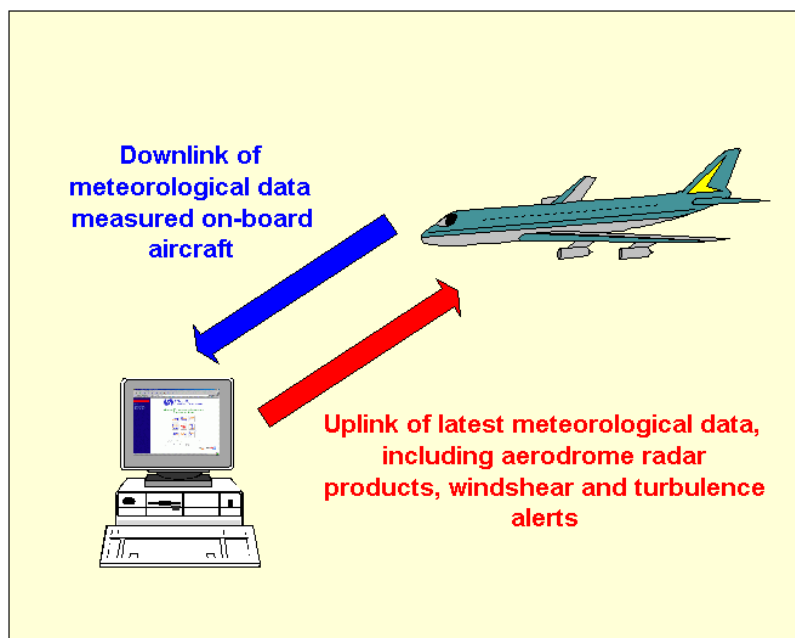 Downlink of
meteorological data
measured on-board
aircraft
Uplink of latest meteorological data,
including aerodrome radar
products, windshear and turbulence
alerts